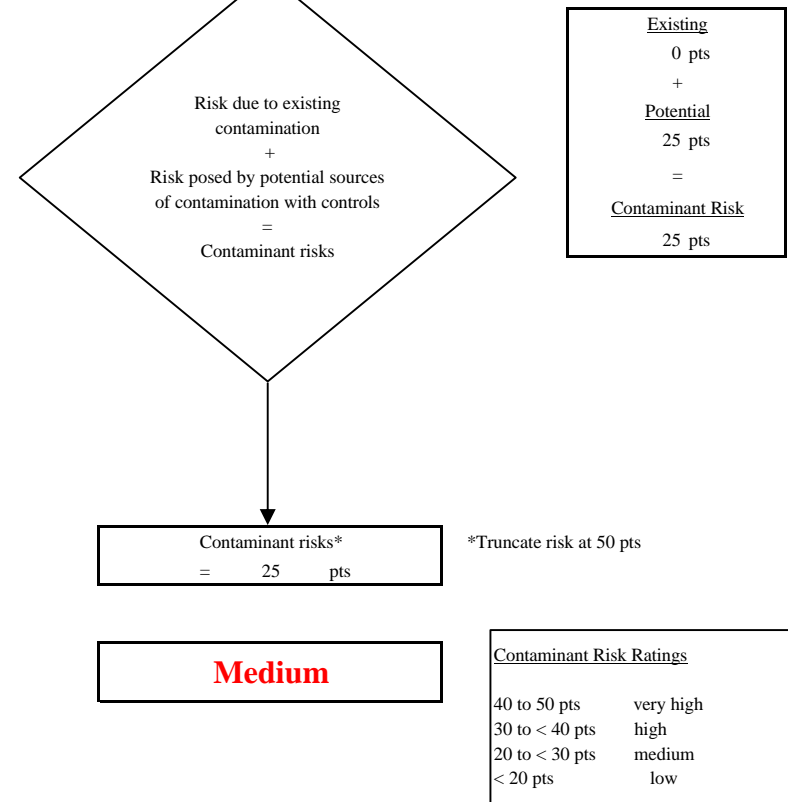 Risk due to existing
contamination
+
Risk posed by potential sources
of contamination with controls
=
Contaminant risks
Existing
0 pts
+
Potential
25 pts
=
Contaminant Risk
25 pts
Contaminant risks*
= 25 pts
*Truncate risk at 50 pts
Medium
Contaminant Risk Ratings
40 to 50 pts very high
30 to < 40 pts high
20 to < 30 pts medium
< 20 pts low